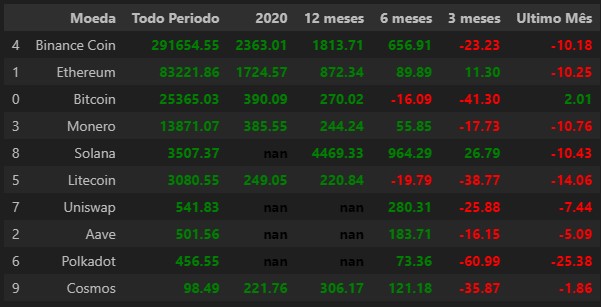 Moeda Todo Periodo 2020 12 meses 6 meses 3 meses Ultimo Mês
4 Binance Coin 291654.55 2363.01 1813.71 656.91 -23.23 -10.18
1 Ethereum 83221.86 1724.57 872.34 89.89 11.30 -10.25
0 Bitcoin 25365.03 390.09 270.02 -16.09 -41.30 2.01
3 Monero 13871.07 385.55 244.24 55.85 -17.73 -10.76
8 Solana 3507.37 nan 4469.33 964.29 26.79 -10.43
5 Litecoin 3080.55 249.05 220.84 -19.79 -38.77 -14.06
7 Uniswap 541.83 nan nan 280.31 -25.88 -7.44
2 Aave 501.56 nan nan 183.71 -16.15 -5.09
6 Polkadot 456.55 nan nan 73.36 -60.99 -25.38
9 Cosmos 98.49 221.76 306.17 121.18 -35.87 -1.86